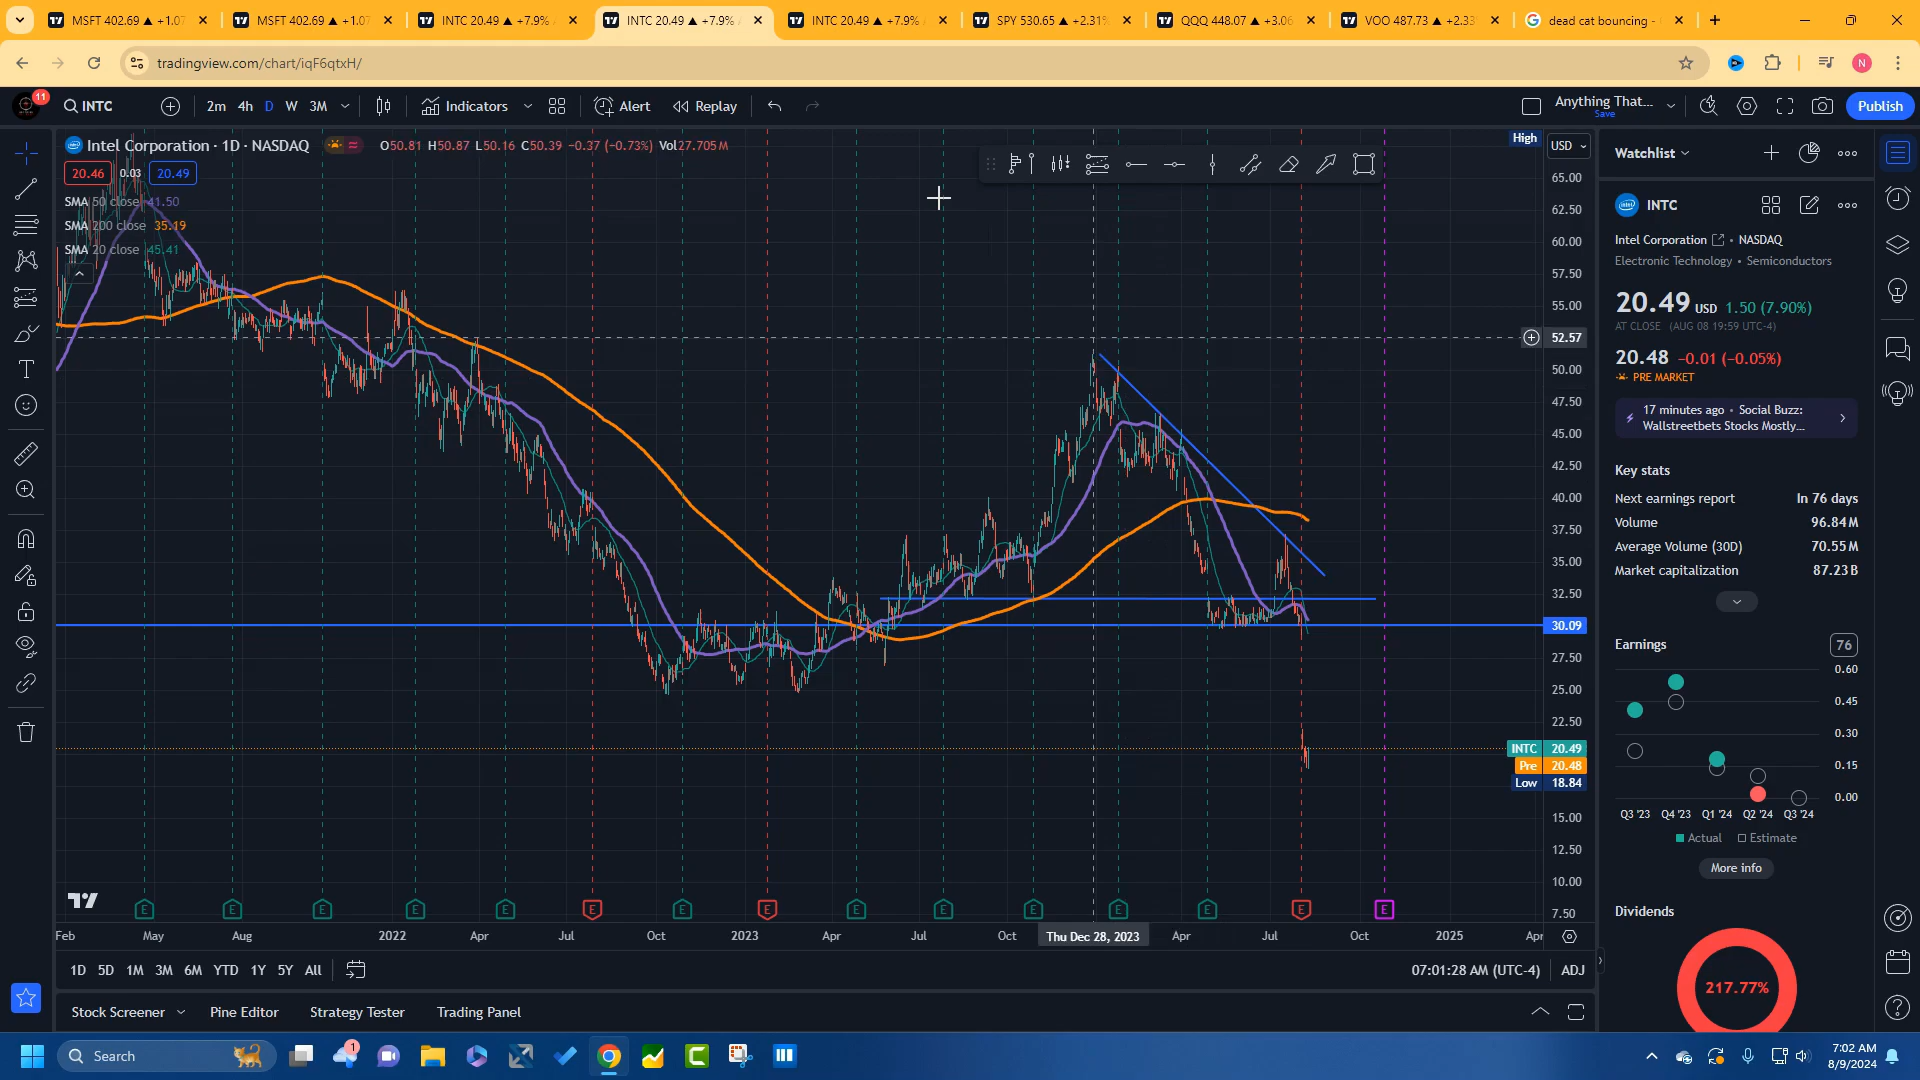 MSFT 402.69 ▲ +1.07
MSFT 402.69 ▲ +1.07
INTC 20.49 ▲ +7.9%
INTC 20.49 ▲ +7.9%
INTC 20.49 ▲ +7.9%
SPY 530.65 ▲ +2.31%
QQQ 448.07 ▲ +3.06
VOO 487.73 ▲ +2.33
dead cat bouncing -
tradingview.com/chart/iqF6qtxH/
N
11
INTC
2m 4h D W 3M
Indicators
Alert
Replay
Anything That...
Save
Publish
Intel Corporation · 1D · NASDAQ
O50.81 H50.87 L50.16 C50.39 −0.37 (−0.73%) Vol27.705M
20.46 0.03 20.49
SMA 50 close 41.50
SMA 200 close 35.19
SMA 20 close 45.41
High
USD
65.00
62.50
60.00
57.50
55.00
52.57
50.00
47.50
45.00
42.50
40.00
37.50
35.00
32.50
30.09
27.50
25.00
22.50
INTC 20.49
Pre 20.48
Low 18.84
15.00
12.50
10.00
7.50
E E E E E E E E E E E E E E E
Feb May Aug 2022 Apr Jul Oct 2023 Apr Jul Oct Thu Dec 28, 2023 Apr Jul Oct 2025 Apr
1D 5D 1M 3M 6M YTD 1Y 5Y All
07:01:28 AM (UTC-4) ADJ
Stock Screener Pine Editor Strategy Tester Trading Panel
Watchlist
INTC
Intel Corporation • NASDAQ
Electronic Technology • Semiconductors
20.49 USD 1.50 (7.90%)
AT CLOSE (AUG 08 19:59 UTC-4)
20.48 −0.01 (−0.05%)
PRE MARKET
17 minutes ago • Social Buzz:
Wallstreetbets Stocks Mostly...
Key stats
Next earnings report In 76 days
Volume 96.84M
Average Volume (30D) 70.55M
Market capitalization 87.23B
Earnings 76
0.60
0.45
0.30
0.15
0.00
Q3 '23 Q4 '23 Q1 '24 Q2 '24 Q3 '24
Actual Estimate
More info
Dividends
217.77%
Search
1
7:02 AM
8/9/2024